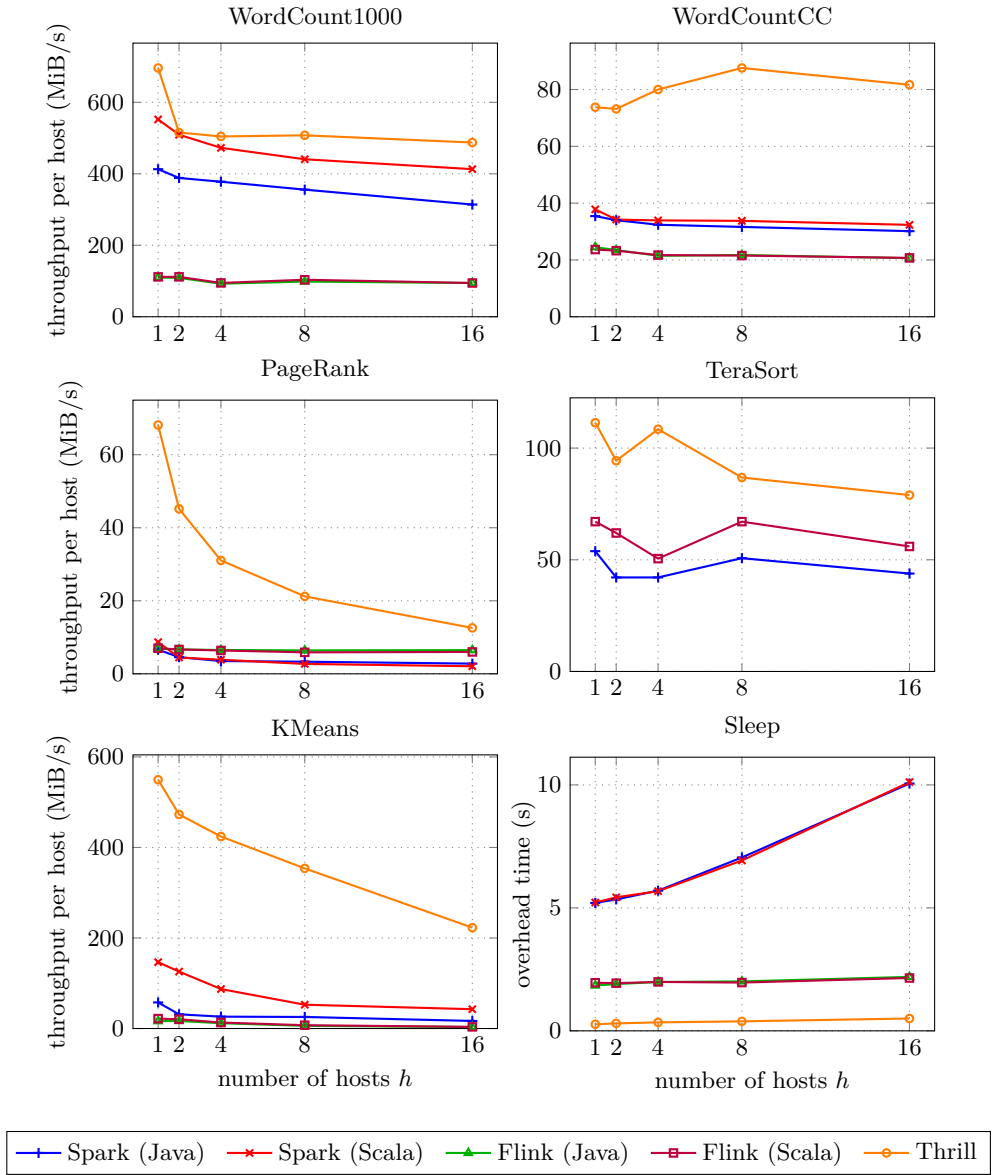 WordCount1000
throughput per host (MiB/s)
600
400
200
0
1 2 4 8 16
WordCountCC
80
60
40
20
0
1 2 4 8 16
PageRank
throughput per host (MiB/s)
60
40
20
0
1 2 4 8 16
TeraSort
100
50
0
1 2 4 8 16
KMeans
throughput per host (MiB/s)
600
400
200
0
1 2 4 8 16
number of hosts h
Sleep
overhead time (s)
10
5
0
1 2 4 8 16
number of hosts h
Spark (Java) Spark (Scala) Flink (Java) Flink (Scala) Thrill